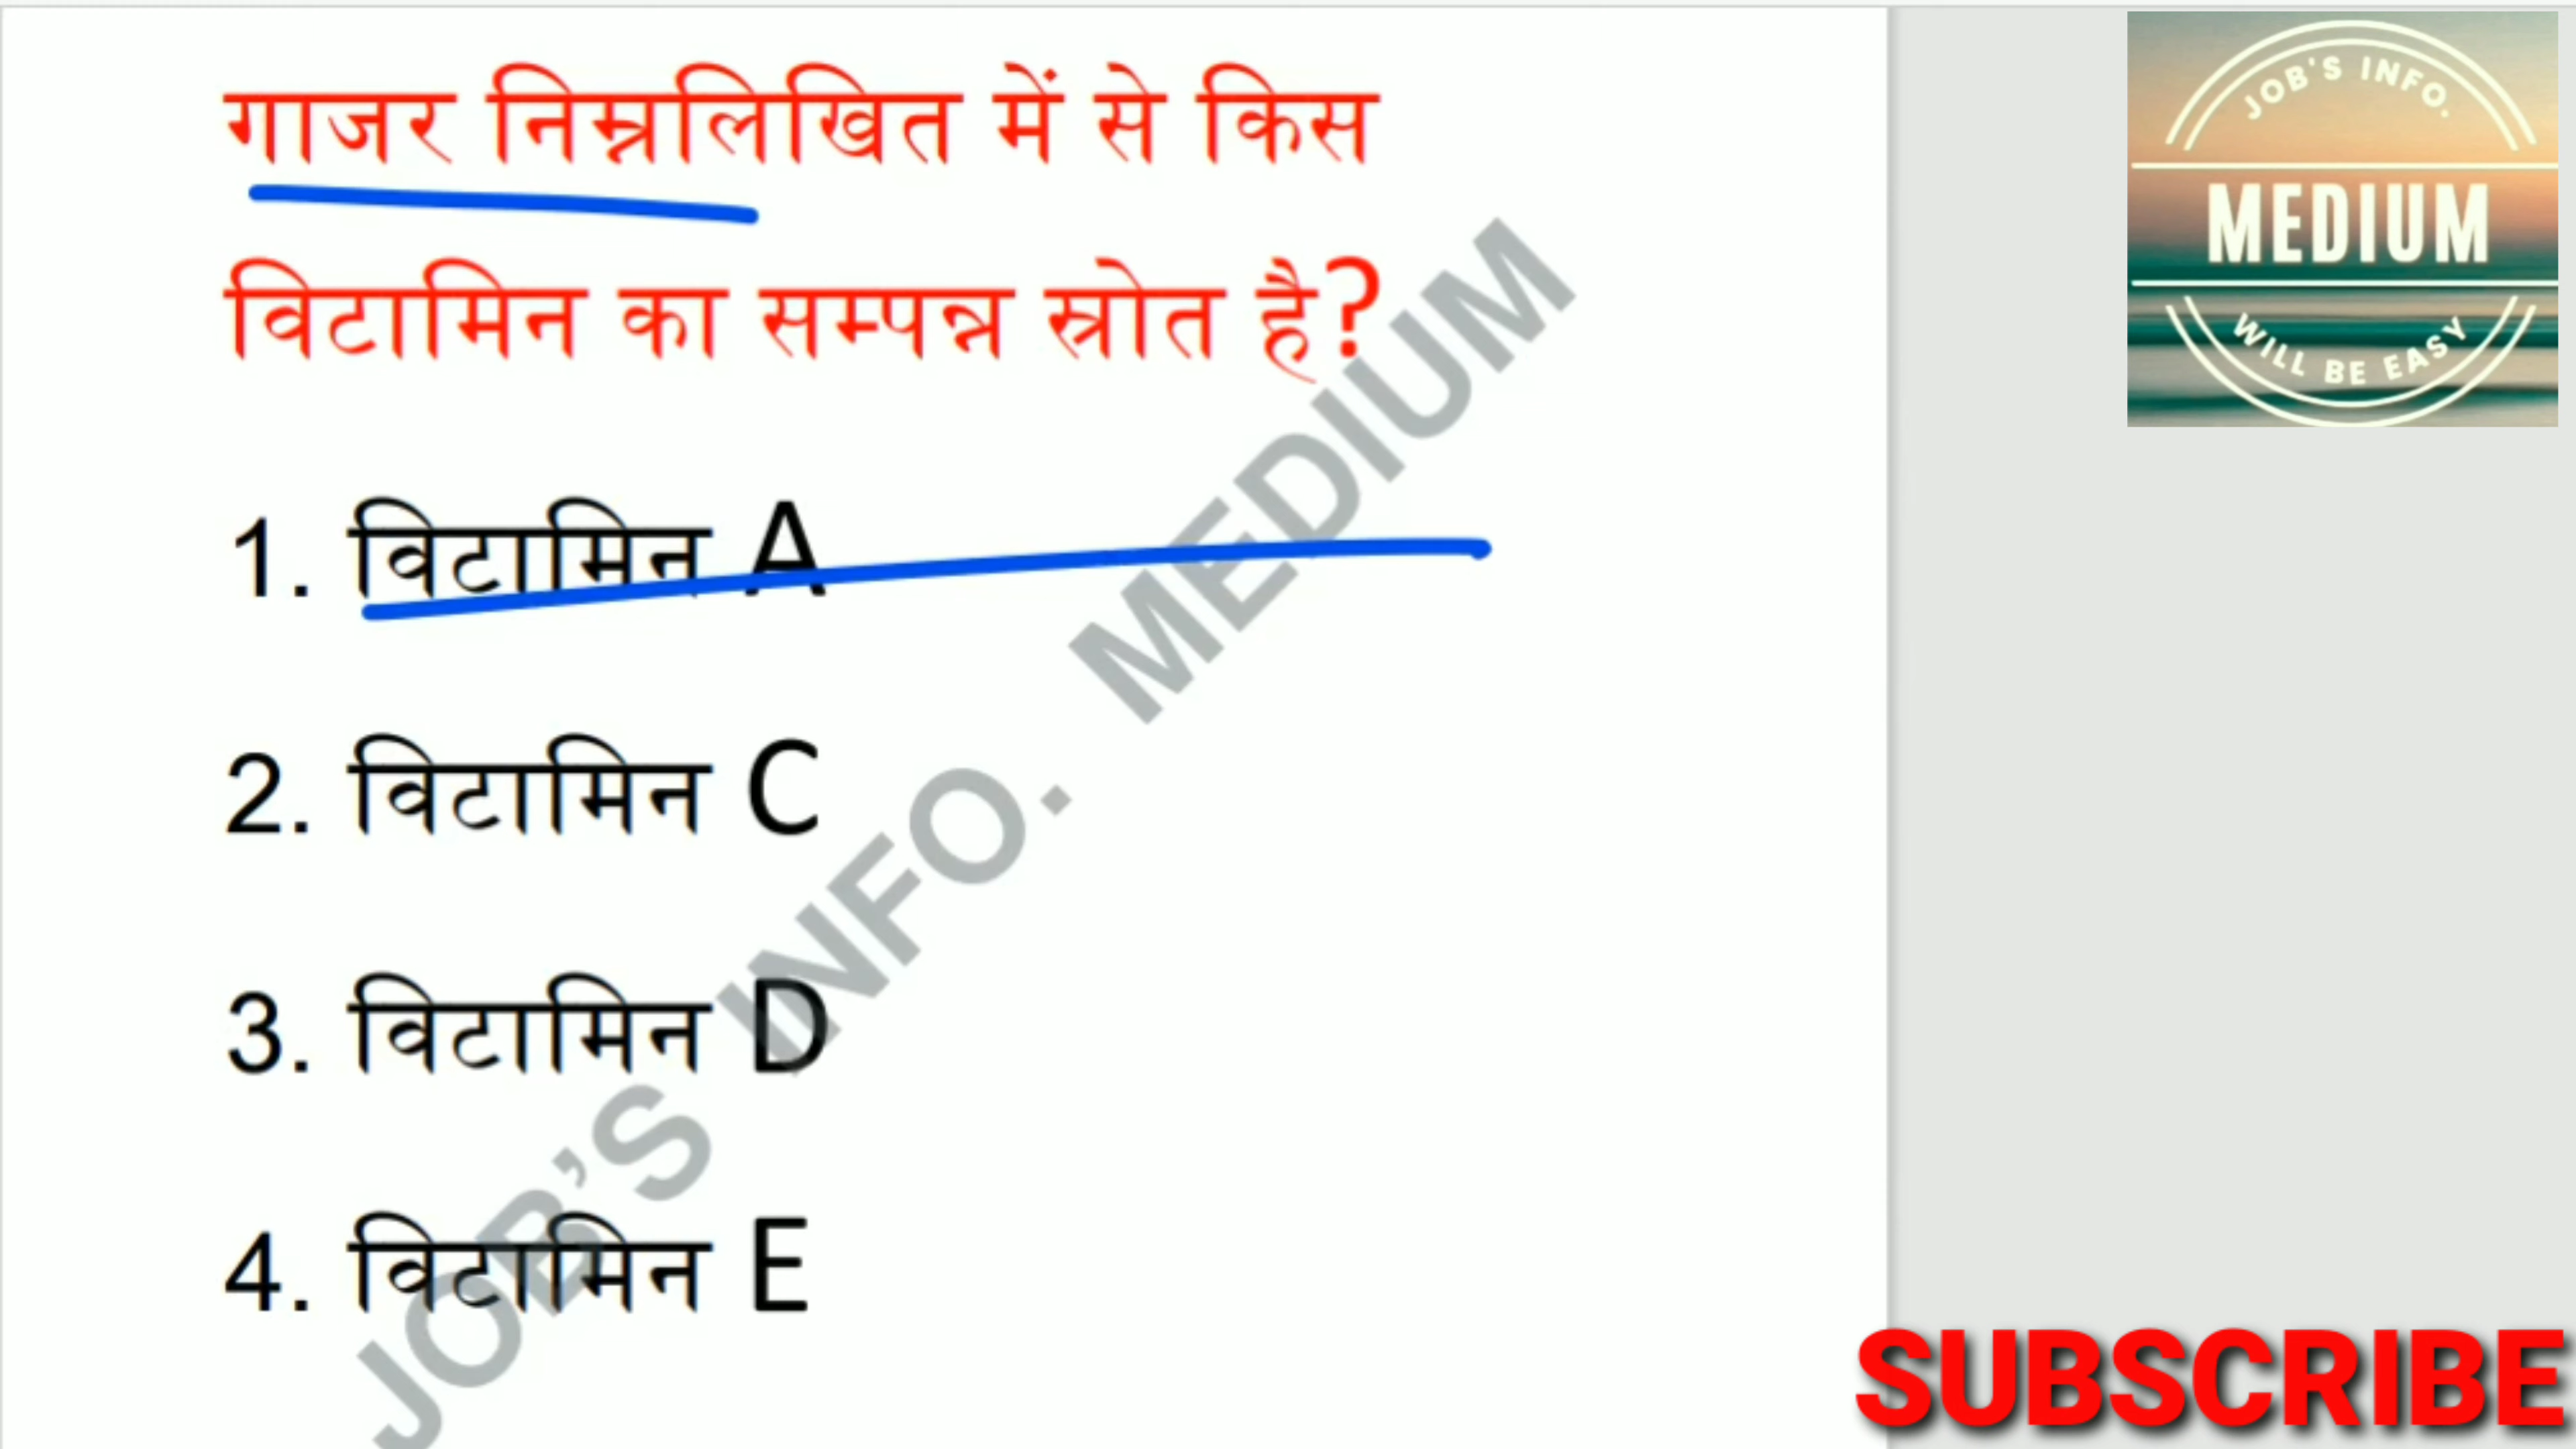 गाजर निम्नलिखित में से किस
विटामिन का सम्पन्न स्रोत है?
1. विटामिन A
2. विटामिन C
3. विटामिन D
4. विटामिन E
JOB'S INFO. MEDIUM
JOB'S INFO.
MEDIUM
WILL BE EASY
SUBSCRIBE